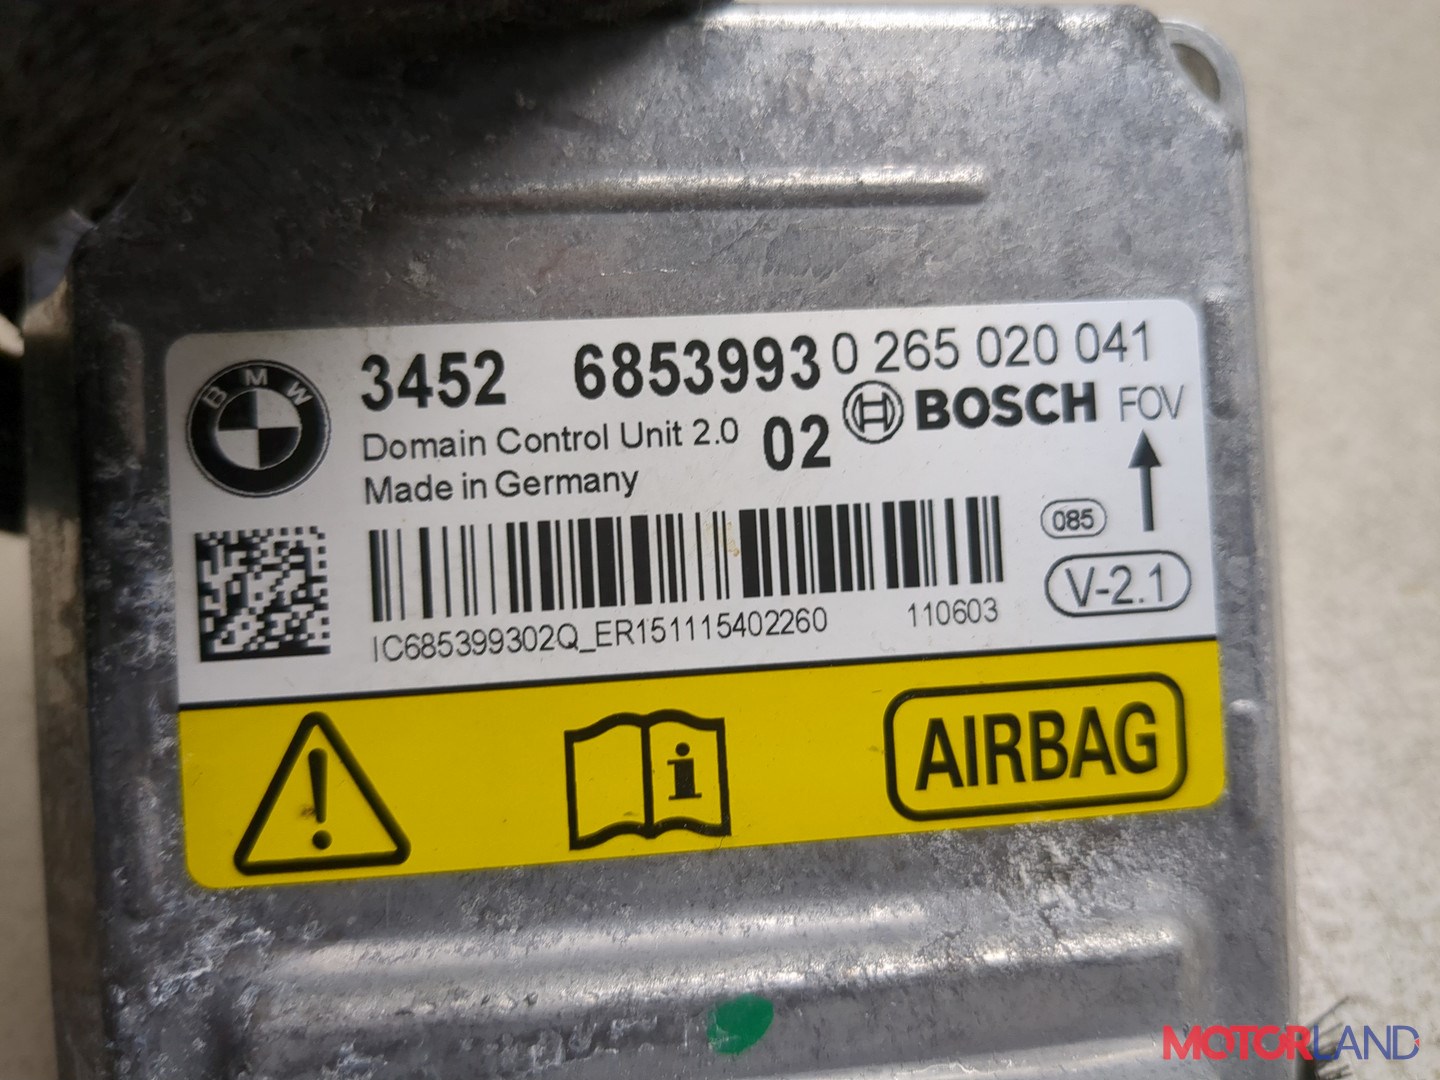 BMW
3452 6853993 0 265 020 041
Domain Control Unit 2.0 02 BOSCH FOV
Made in Germany
085
V-2.1
IC685399302Q_ER151115402260 110603
i
AIRBAG
MOTORLAND